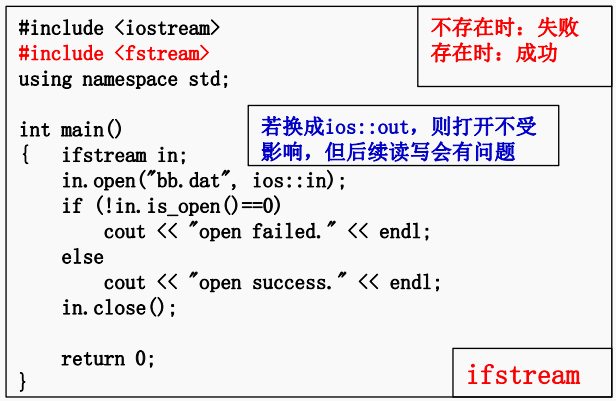 #include <iostream>
#include <fstream>
using namespace std;
不存在时：失败
存在时：成功
int main()
{   ifstream in;
若换成ios::out，则打开不受
影响，但后续读写会有问题
    in.open("bb.dat", ios::in);
    if (!in.is_open()==0)
        cout << "open failed." << endl;
    else
        cout << "open success." << endl;
    in.close();
    return 0;
}
ifstream